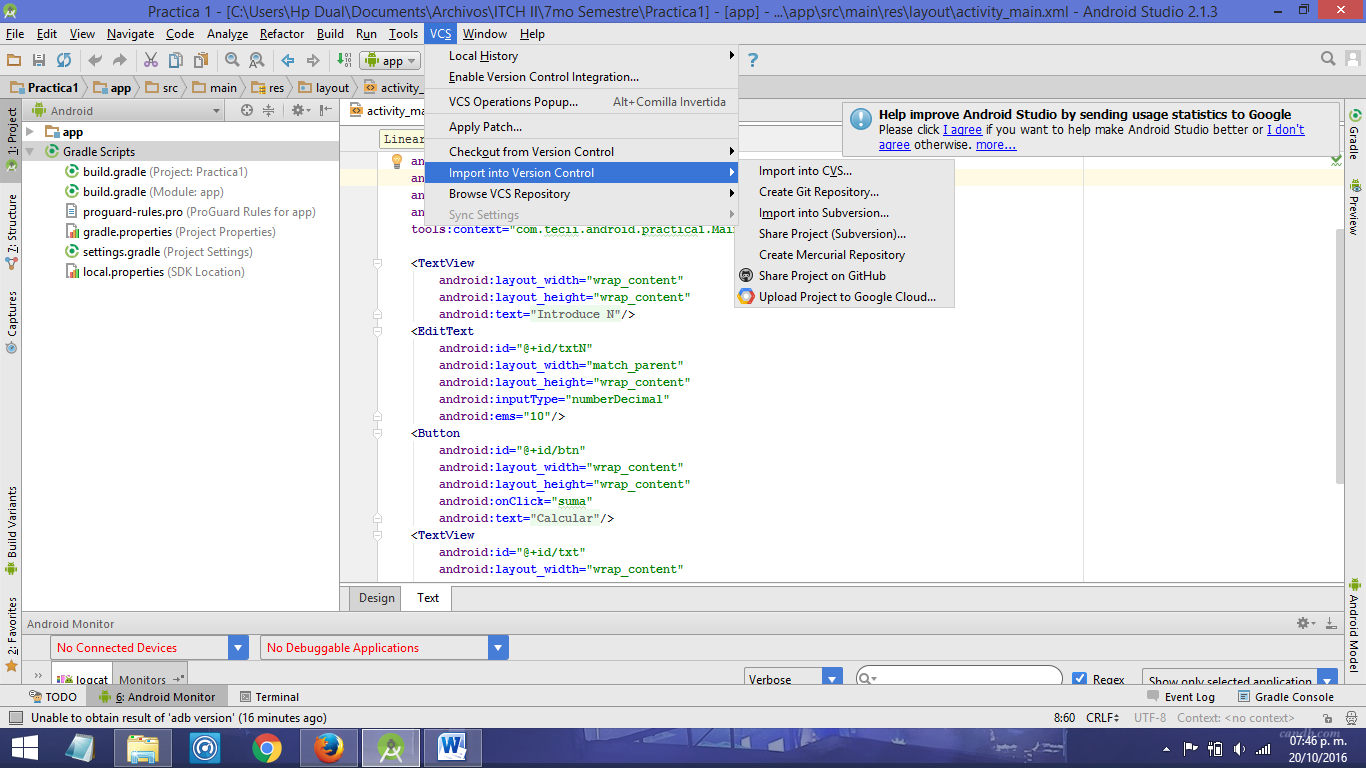 Practica 1 - [C:\Users\Hp Dual\Documents\Archivos\ITCH II\7mo Semestre\Practica1] - [app] - ...\app\src\main\res\layout\activity_main.xml - Android Studio 2.1.3
File Edit View Navigate Code Analyze Refactor Build Run Tools VCS Window Help
app
Practica1 app src main res layout activity_
Android
activity_ma
1: Project
7: Structure
Captures
Build Variants
2: Favorites
app
Gradle Scripts
build.gradle (Project: Practica1)
build.gradle (Module: app)
proguard-rules.pro (ProGuard Rules for app)
gradle.properties (Project Properties)
settings.gradle (Project Settings)
local.properties (SDK Location)
Local History
Enable Version Control Integration...
VCS Operations Popup... Alt+Comilla Invertida
Apply Patch...
Checkout from Version Control
Import into Version Control
Browse VCS Repository
Sync Settings
Import into CVS...
Create Git Repository...
Import into Subversion...
Share Project (Subversion)...
Create Mercurial Repository
Share Project on GitHub
Upload Project to Google Cloud...
Help improve Android Studio by sending usage statistics to Google
Please click I agree if you want to help make Android Studio better or I don't
agree otherwise. more...
Linear
an
an
an
an
tools:context="com.tecii.android.practica1.Mai
<TextView
android:layout_width="wrap_content"
android:layout_height="wrap_content"
android:text="Introduce N"/>
<EditText
android:id="@+id/txtN"
android:layout_width="match_parent"
android:layout_height="wrap_content"
android:inputType="numberDecimal"
android:ems="10"/>
<Button
android:id="@+id/btn"
android:layout_width="wrap_content"
android:layout_height="wrap_content"
android:onClick="suma"
android:text="Calcular"/>
<TextView
android:id="@+id/txt"
android:layout_width="wrap_content"
Design Text
Gradle
Preview
Android Model
Android Monitor
No Connected Devices No Debuggable Applications
logcat Monitors Verbose Regex Show only selected application
TODO 6: Android Monitor Terminal Event Log Gradle Console
Unable to obtain result of 'adb version' (16 minutes ago) 8:60 CRLF UTF-8 Context: <no context>
candh.com
07:46 p. m.
20/10/2016